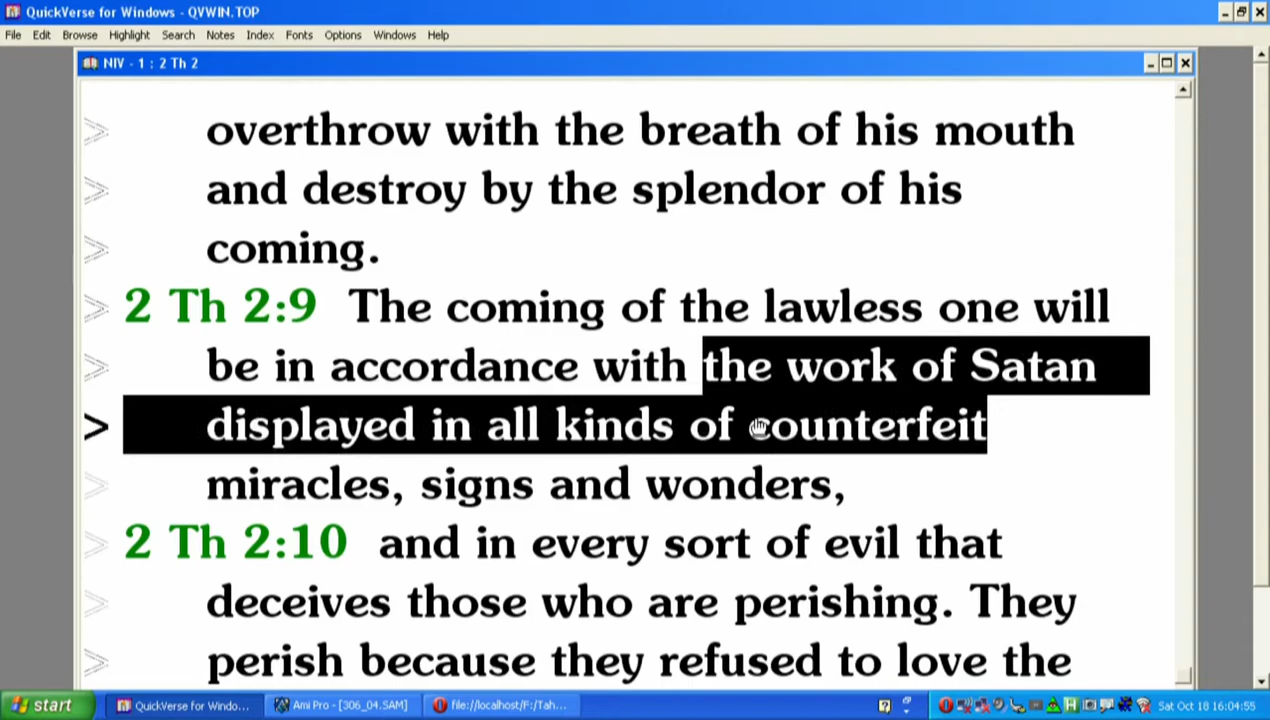 QuickVerse for Windows - QVWIN.TOP
File Edit Browse Highlight Search Notes Index Fonts Options Windows Help
NIV - 1 : 2 Th 2
overthrow with the breath of his mouth
and destroy by the splendor of his
coming.
2 Th 2:9 The coming of the lawless one will
be in accordance with the work of Satan
displayed in all kinds of counterfeit
miracles, signs and wonders,
2 Th 2:10 and in every sort of evil that
deceives those who are perishing. They
perish because they refused to love the
start QuickVerse for Windo... Ami Pro - [306_04.SAM] file://localhost/F:/Tah... Sat Oct 18 16:04:55